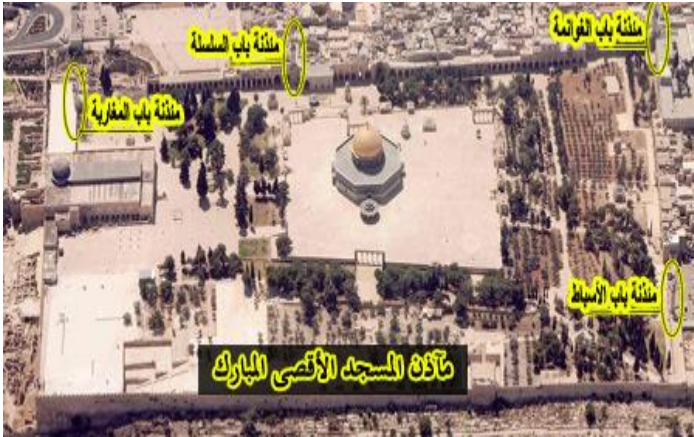 مئذنة باب الغوانمة
مئذنة باب السلسلة
مئذنة باب المغاربة
مئذنة باب الأسباط
مآذن المسجد الأقصى المبارك